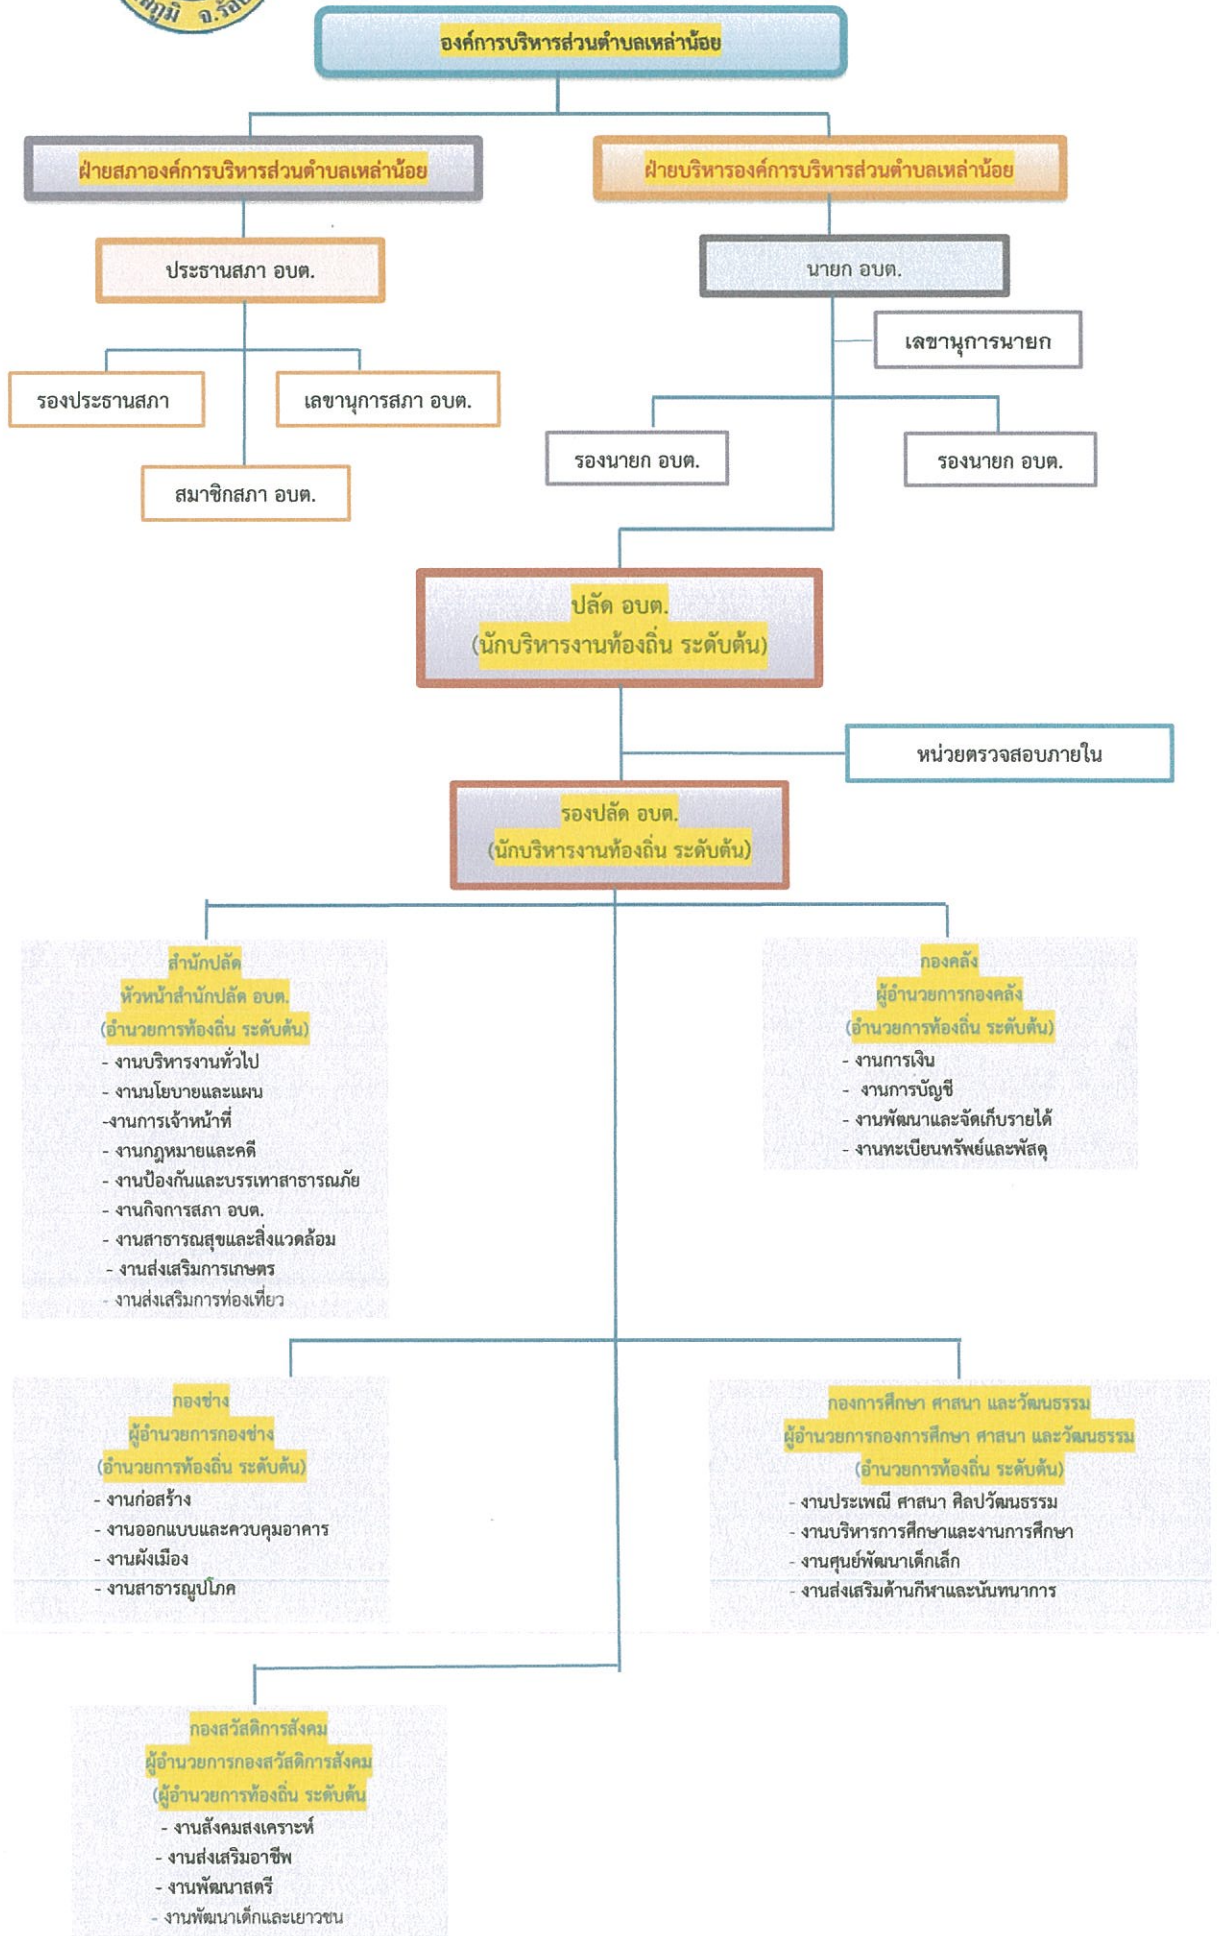 องค์การบริหารส่วนตำบลเหล่าน้อย
ฝ่ายสภาองค์การบริหารส่วนตำบลเหล่าน้อย
ฝ่ายบริหารองค์การบริหารส่วนตำบลเหล่าน้อย
ประธานสภา อบต.
นายก อบต.
เลขานุการนายก
รองประธานสภา
เลขานุการสภา อบต.
สมาชิกสภา อบต.
รองนายก อบต.
รองนายก อบต.
ปลัด อบต.
(นักบริหารงานท้องถิ่น ระดับต้น)
หน่วยตรวจสอบภายใน
รองปลัด อบต.
(นักบริหารงานท้องถิ่น ระดับต้น)
สำนักปลัด
หัวหน้าสำนักปลัด อบต.
(อำนวยการท้องถิ่น ระดับต้น)
- งานบริหารงานทั่วไป
- งานนโยบายและแผน
-งานการเจ้าหน้าที่
- งานกฎหมายและคดี
- งานป้องกันและบรรเทาสาธารณภัย
- งานกิจการสภา อบต.
- งานสาธารณสุขและสิ่งแวดล้อม
- งานส่งเสริมการเกษตร
- งานส่งเสริมการท่องเที่ยว
กองคลัง
ผู้อำนวยการกองคลัง
(อำนวยการท้องถิ่น ระดับต้น)
- งานการเงิน
- งานการบัญชี
- งานพัฒนาและจัดเก็บรายได้
- งานทะเบียนทรัพย์และพัสดุ
กองช่าง
ผู้อำนวยการกองช่าง
(อำนวยการท้องถิ่น ระดับต้น)
- งานก่อสร้าง
- งานออกแบบและควบคุมอาคาร
- งานผังเมือง
- งานสาธารณูปโภค
กองการศึกษา ศาสนา และวัฒนธรรม
ผู้อำนวยการกองการศึกษา ศาสนา และวัฒนธรรม
(อำนวยการท้องถิ่น ระดับต้น)
- งานประเพณี ศาสนา ศิลปวัฒนธรรม
- งานบริหารการศึกษาและงานการศึกษา
- งานศูนย์พัฒนาเด็กเล็ก
- งานส่งเสริมด้านกีฬาและนันทนาการ
กองสวัสดิการสังคม
ผู้อำนวยการกองสวัสดิการสังคม
(ผู้อำนวยการท้องถิ่น ระดับต้น
- งานสังคมสงเคราะห์
- งานส่งเสริมอาชีพ
- งานพัฒนาสตรี
- งานพัฒนาเด็กและเยาวชน